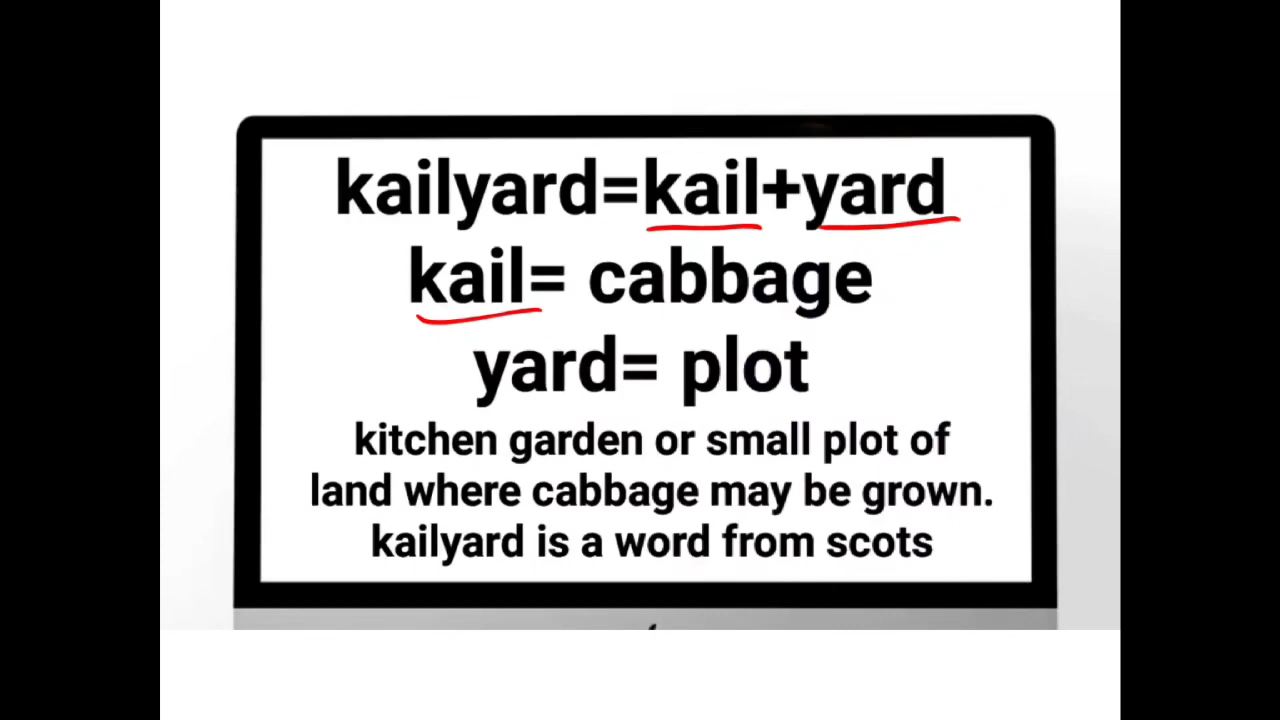 kailyard=kail+yard
kail= cabbage
yard= plot
kitchen garden or small plot of
land where cabbage may be grown.
kailyard is a word from scots